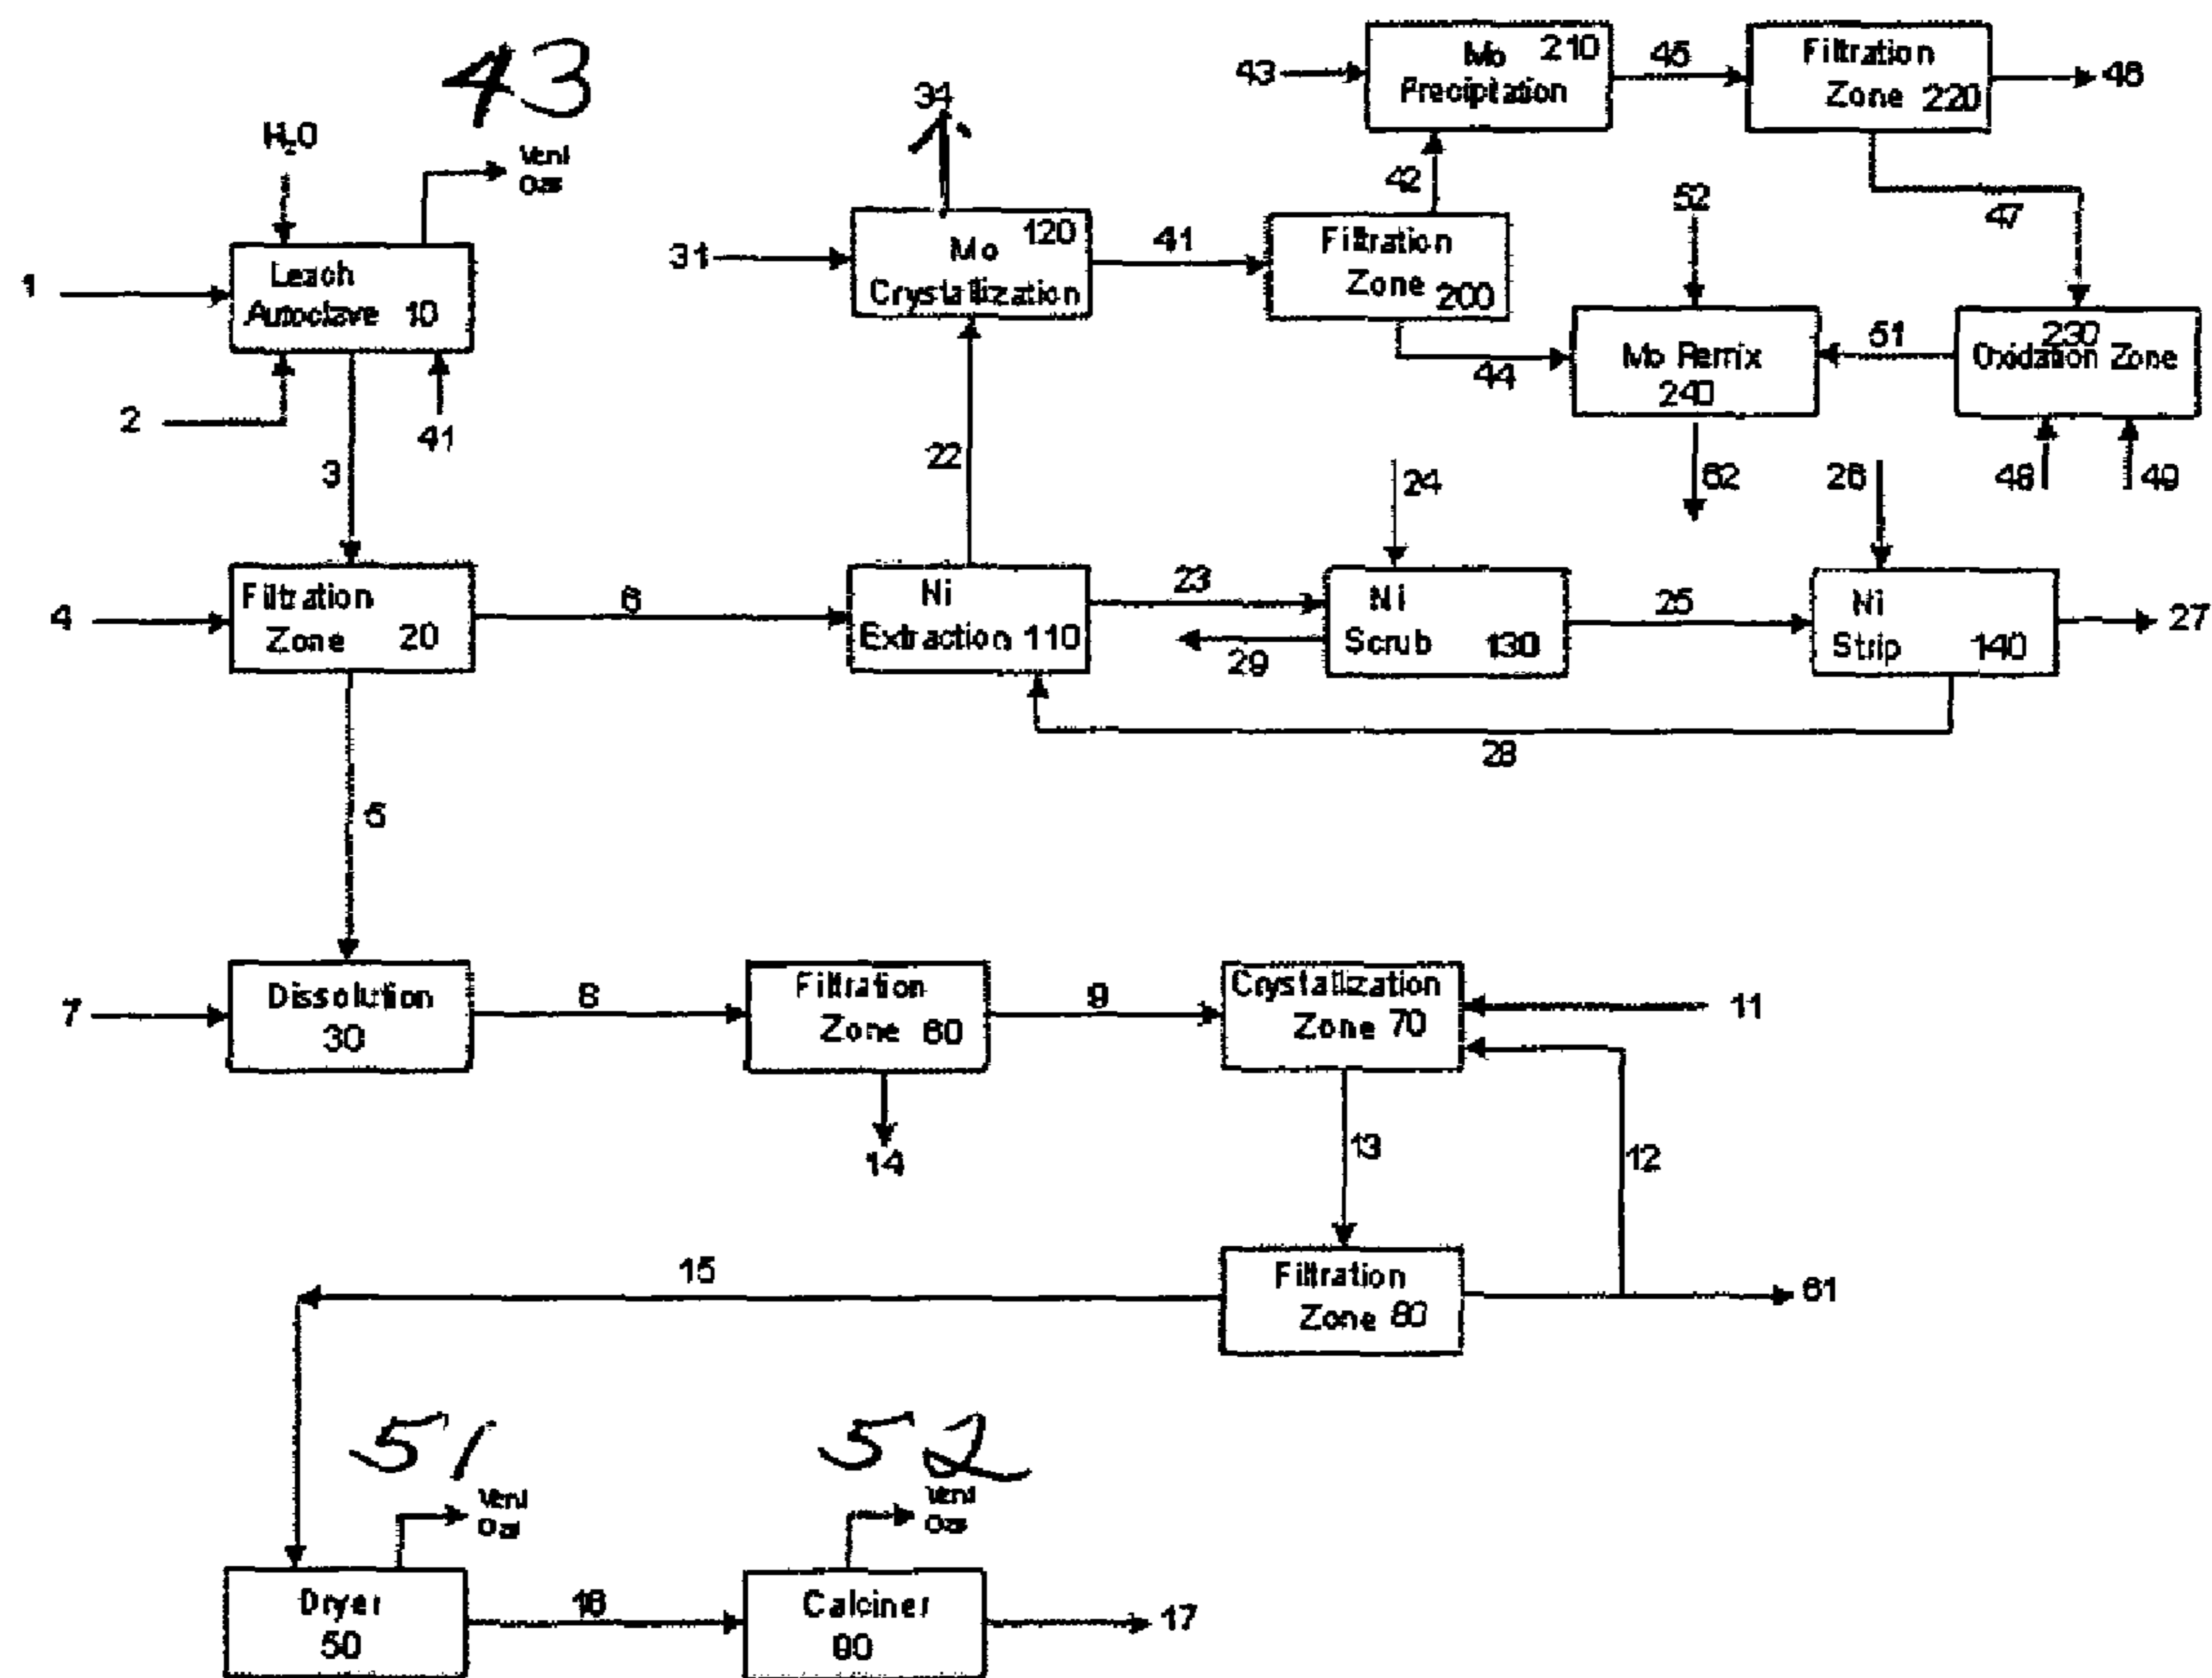 43
H2O
Vent
Gas
1
Leach
Autoclave 10
2
3
41
31
31
Mo 120
Crystallization
41
22
43
Mo 210
Preciptation
45
Filtration
Zone 220
46
42
47
Filtration
Zone 200
44
52
Mo Remix
240
51
230
Oxidation Zone
62
48
49
4
Filtration
Zone 20
6
Ni
Extraction 110
23
29
24
Ni
Scrub 130
25
26
Ni
Strip 140
27
28
5
7
Dissolution
30
8
Filtration
Zone 60
9
14
Crystallization
Zone 70
11
13
12
15
Filtration
Zone 80
61
51
Vent
Gas
52
Vent
Gas
Dryer
50
16
Calciner
90
17